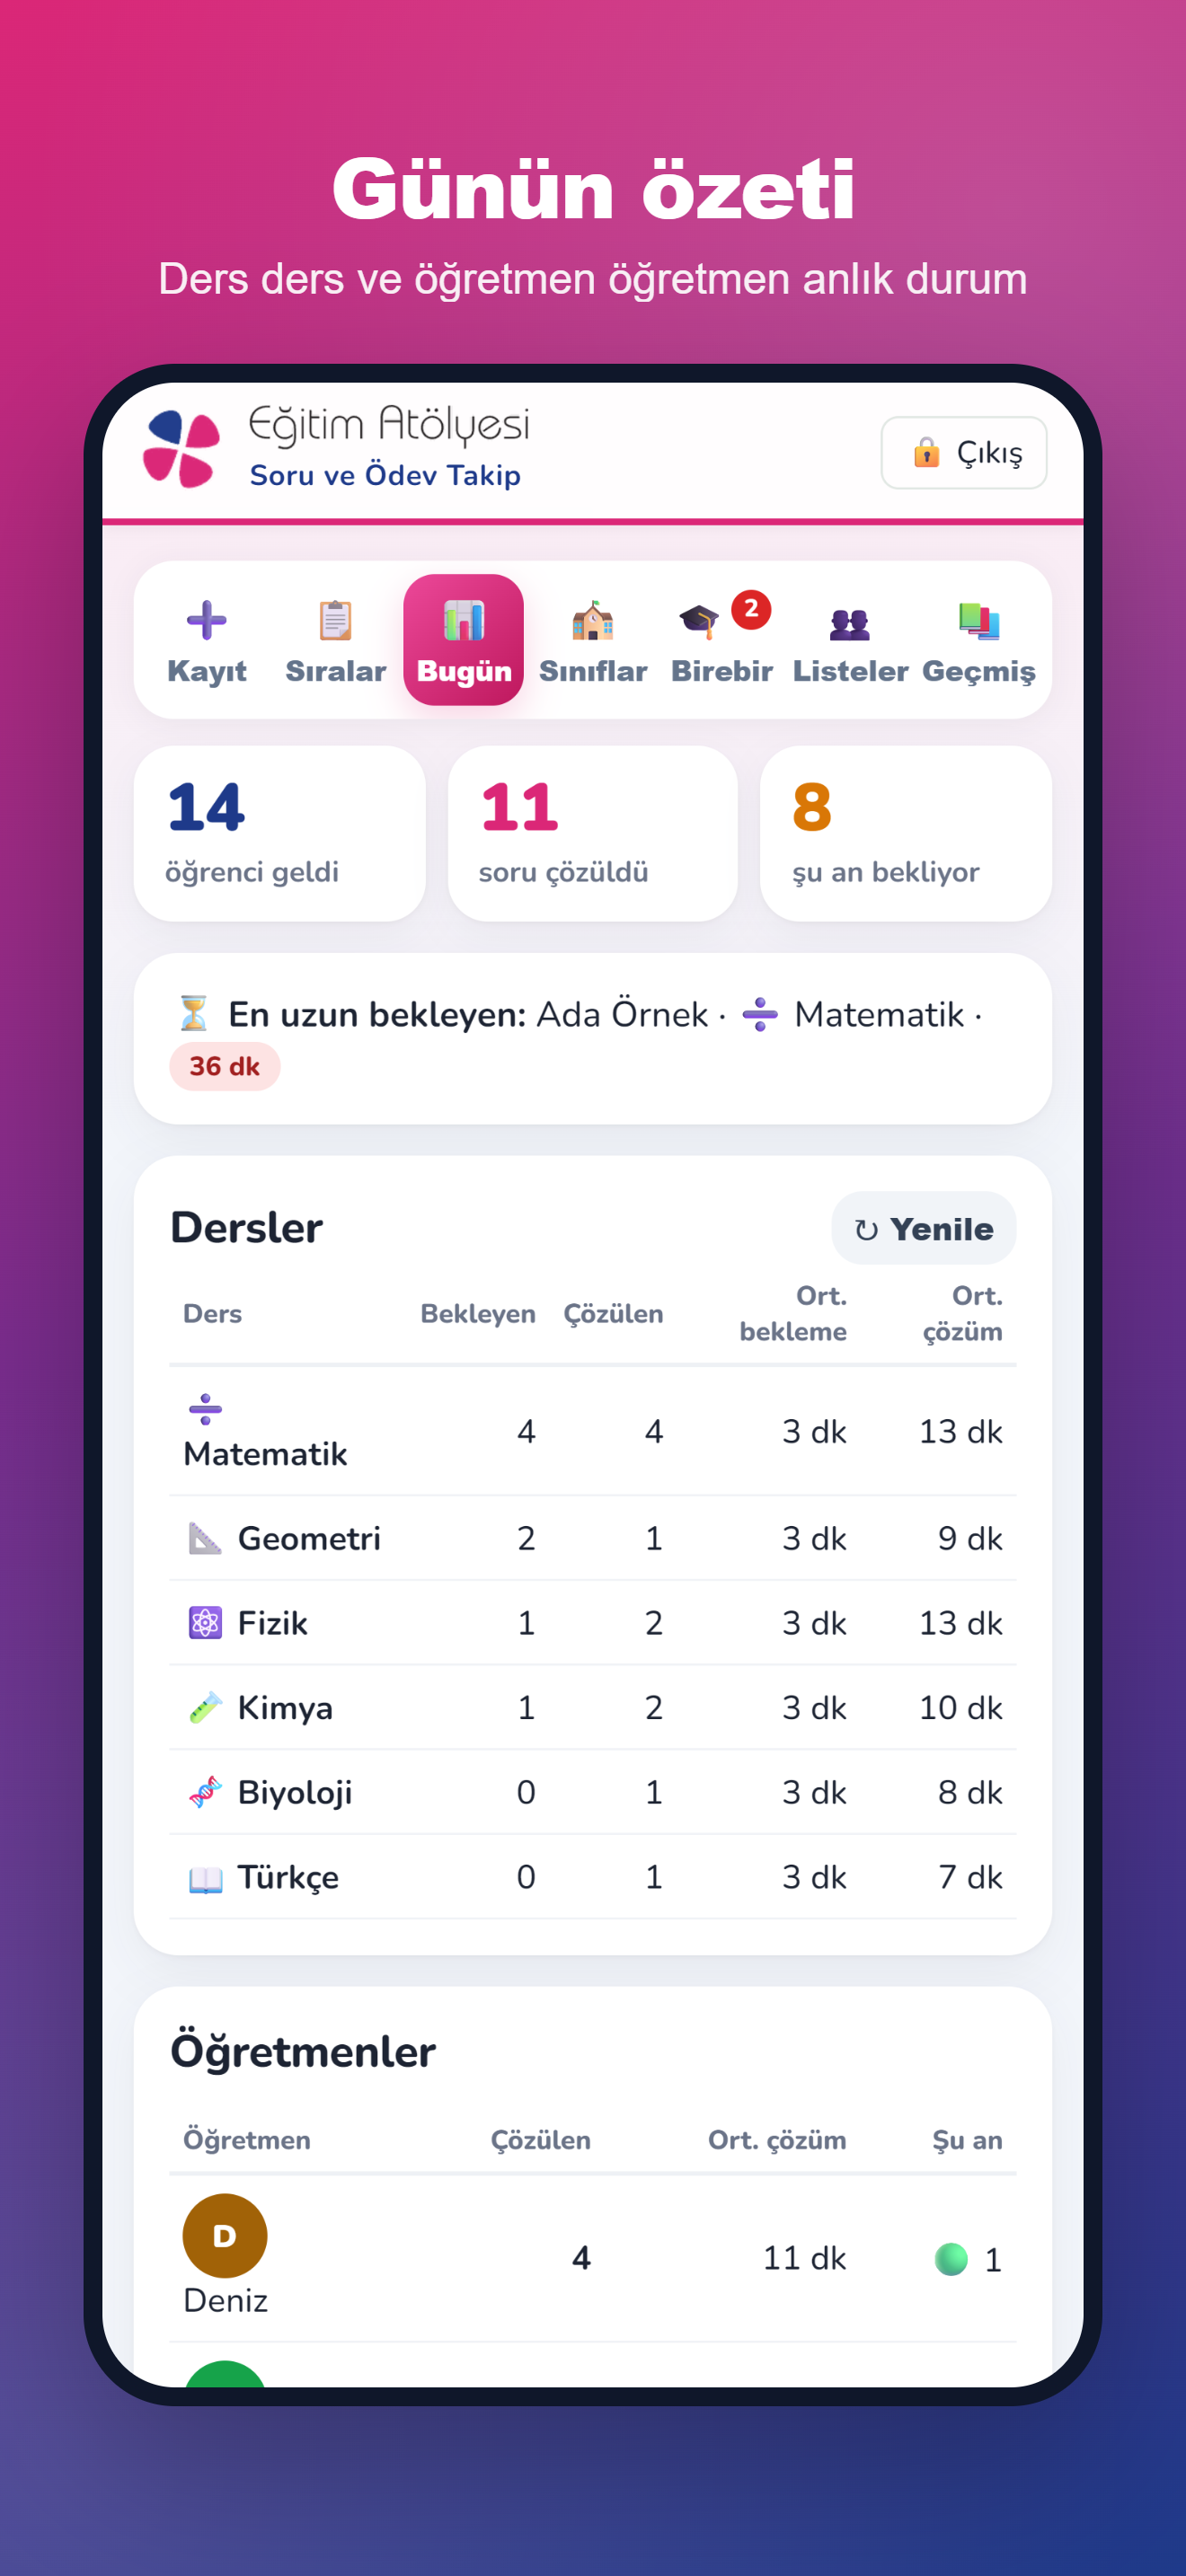 Günün özeti
Ders ders ve öğretmen öğretmen anlık durum
Eğitim Atölyesi
Soru ve Ödev Takip
Çıkış
Kayıt Sıralar Bugün Sınıflar Birebir 2 Listeler Geçmiş
14 11 8
öğrenci geldi soru çözüldü şu an bekliyor
En uzun bekleyen: Ada Örnek · Matematik ·
36 dk
Dersler
Yenile
Ders Bekleyen Çözülen Ort. bekleme Ort. çözüm
Matematik 4 4 3 dk 13 dk
Geometri 2 1 3 dk 9 dk
Fizik 1 2 3 dk 13 dk
Kimya 1 2 3 dk 10 dk
Biyoloji 0 1 3 dk 8 dk
Türkçe 0 1 3 dk 7 dk
Öğretmenler
Öğretmen Çözülen Ort. çözüm Şu an
D
Deniz 4 11 dk 1